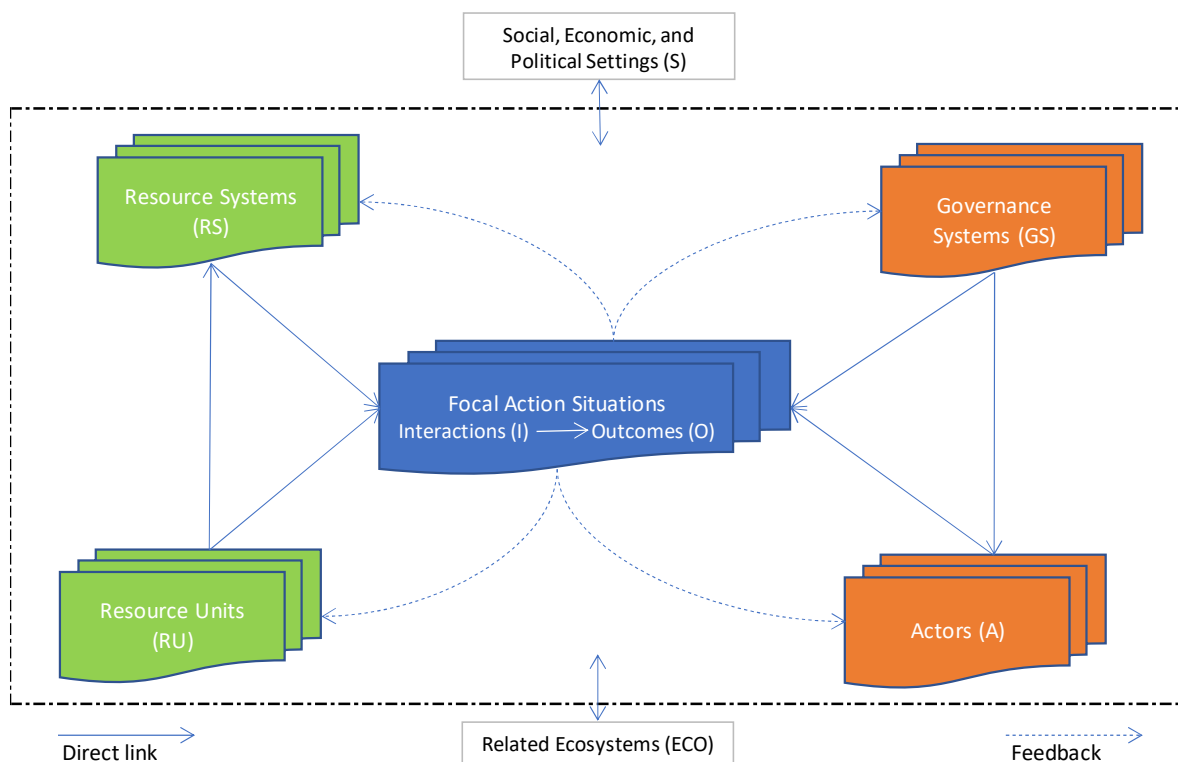 Social, Economic, and
Political Settings (S)
Resource Systems
(RS)
Governance
Systems (GS)
Focal Action Situations
Interactions (I)
Outcomes (O)
Resource Units
(RU)
Actors (A)
Direct link
Related Ecosystems (ECO)
Feedback